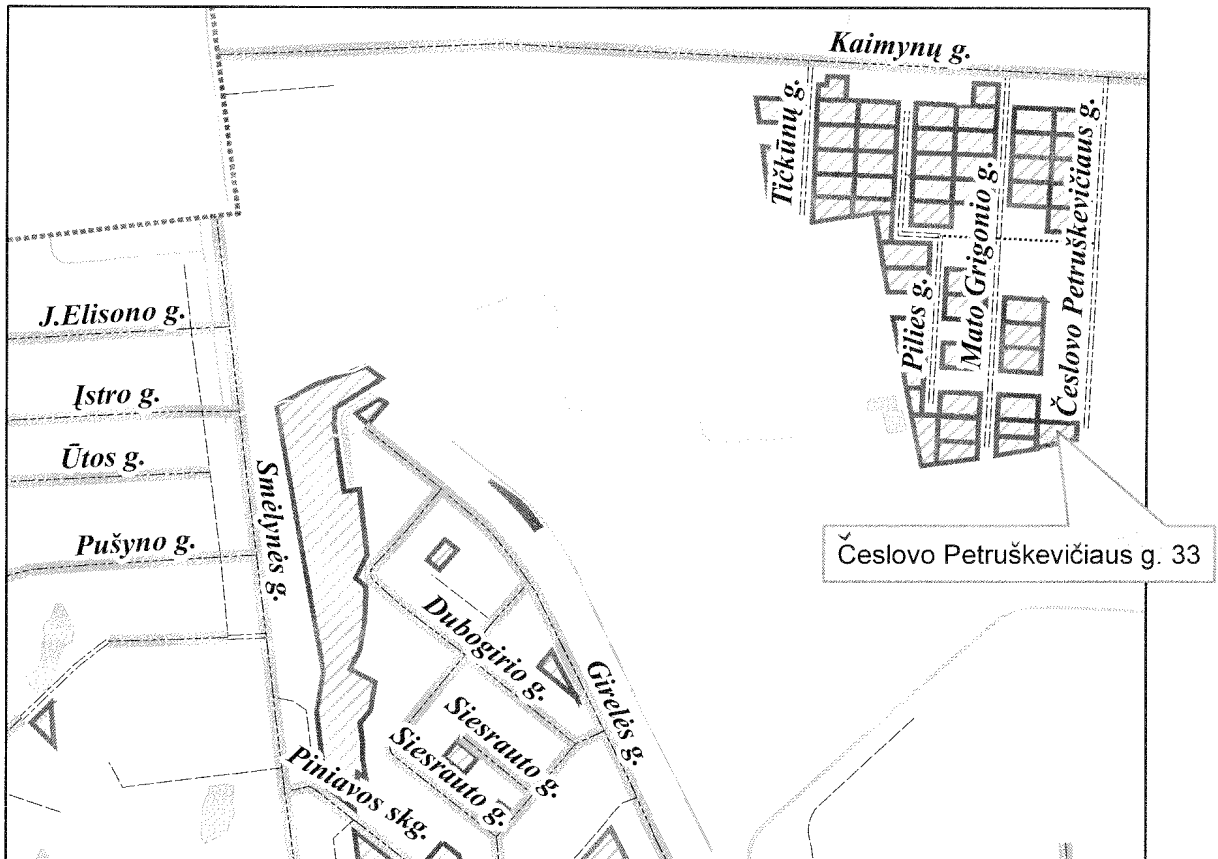 Kaimynų g.
Tičkūnų g.
Mato Grigonio g.
Česlovo Petruškevičiaus g.
Pilies g.
J.Elisono g.
Įstro g.
Ūtos g.
Smėlynės g.
Pušyno g.
Česlovo Petruškevičiaus g. 33
Dubogirio g.
Girelės g.
Siesrauto g.
Siesrauto g.
Piniavos skg.